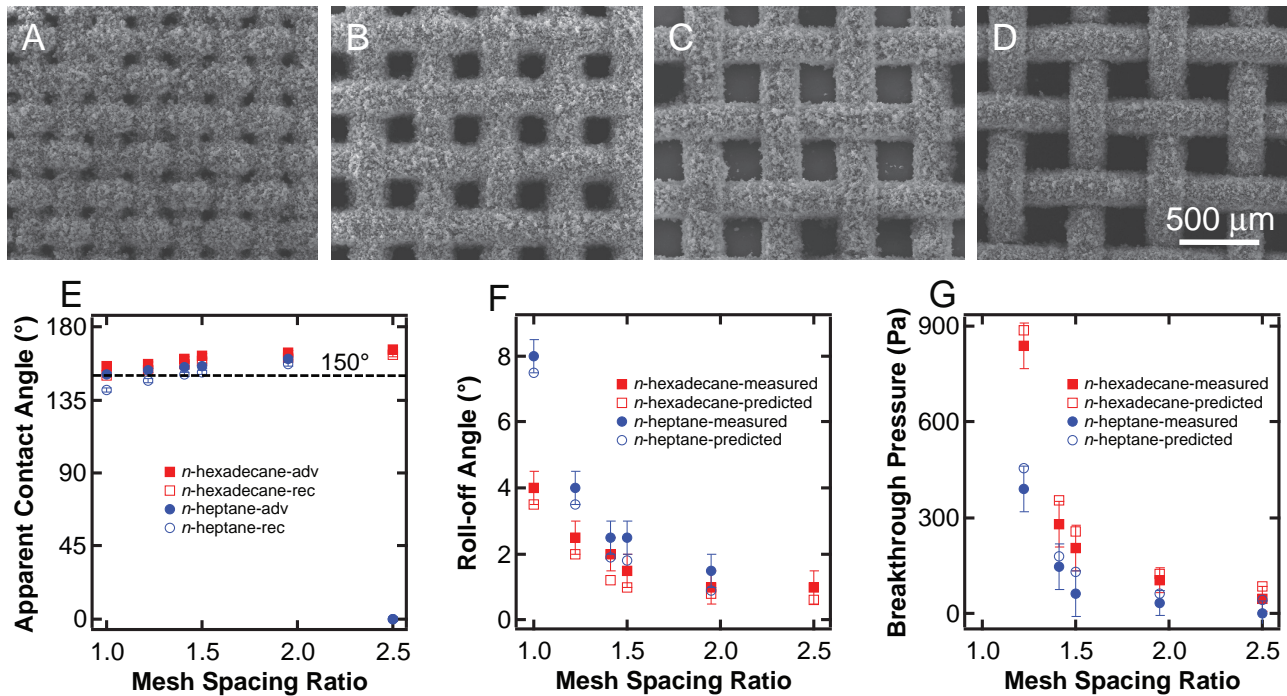 A
B
C
D
500 μm
E
Apparent Contact Angle (°)
180
135
90
45
0
150°
n-hexadecane-adv
n-hexadecane-rec
n-heptane-adv
n-heptane-rec
1.0
1.5
2.0
2.5
Mesh Spacing Ratio
F
Roll-off Angle (°)
8
6
4
2
0
n-hexadecane-measured
n-hexadecane-predicted
n-heptane-measured
n-heptane-predicted
1.0
1.5
2.0
2.5
Mesh Spacing Ratio
G
Breakthrough Pressure (Pa)
900
600
300
0
n-hexadecane-measured
n-hexadecane-predicted
n-heptane-measured
n-heptane-predicted
1.0
1.5
2.0
2.5
Mesh Spacing Ratio